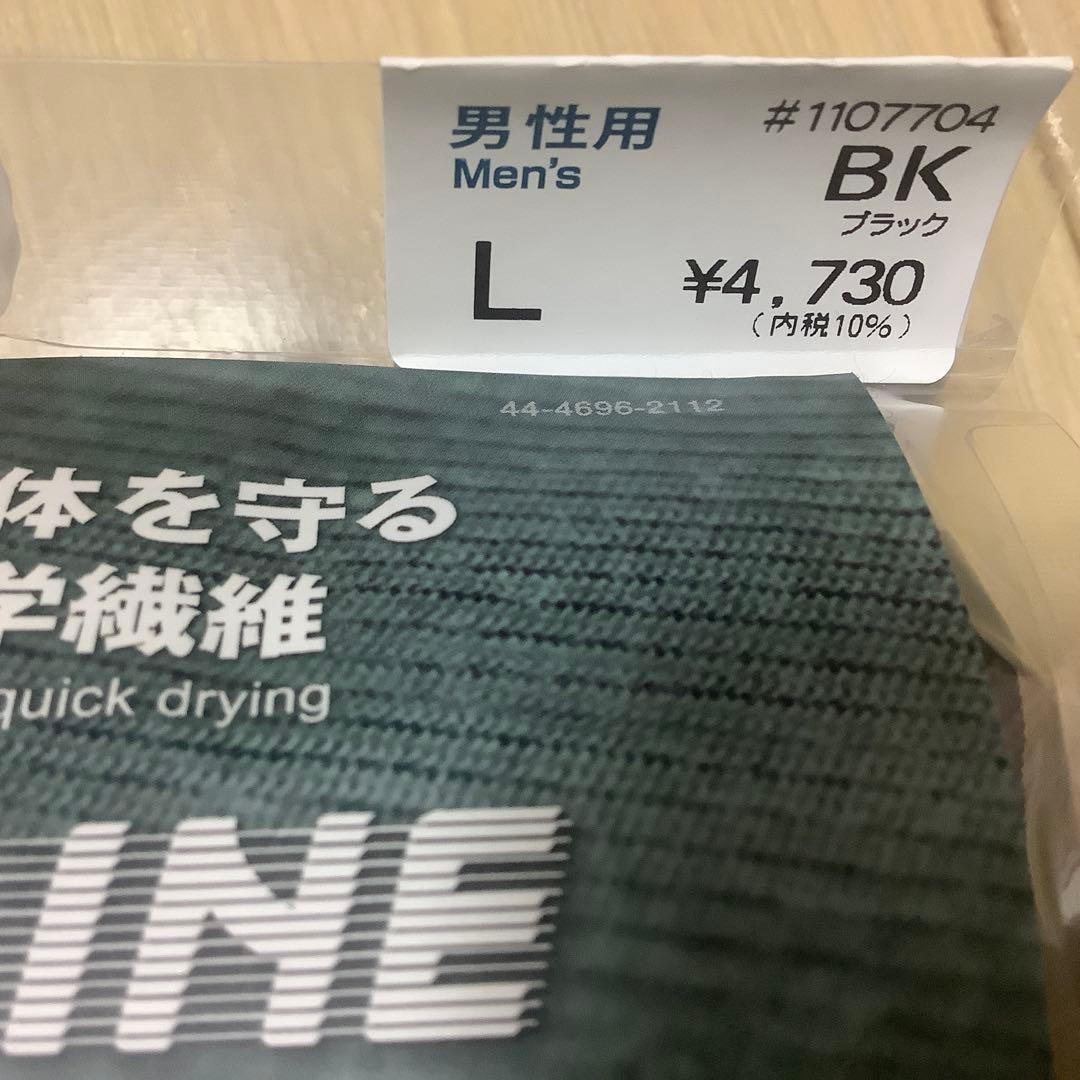 男性用
Men's
L
#1107704
BK
ブラック
¥4,730
(内税10%)
44-4696-2112
体を守る
学繊維
quick drying
INE